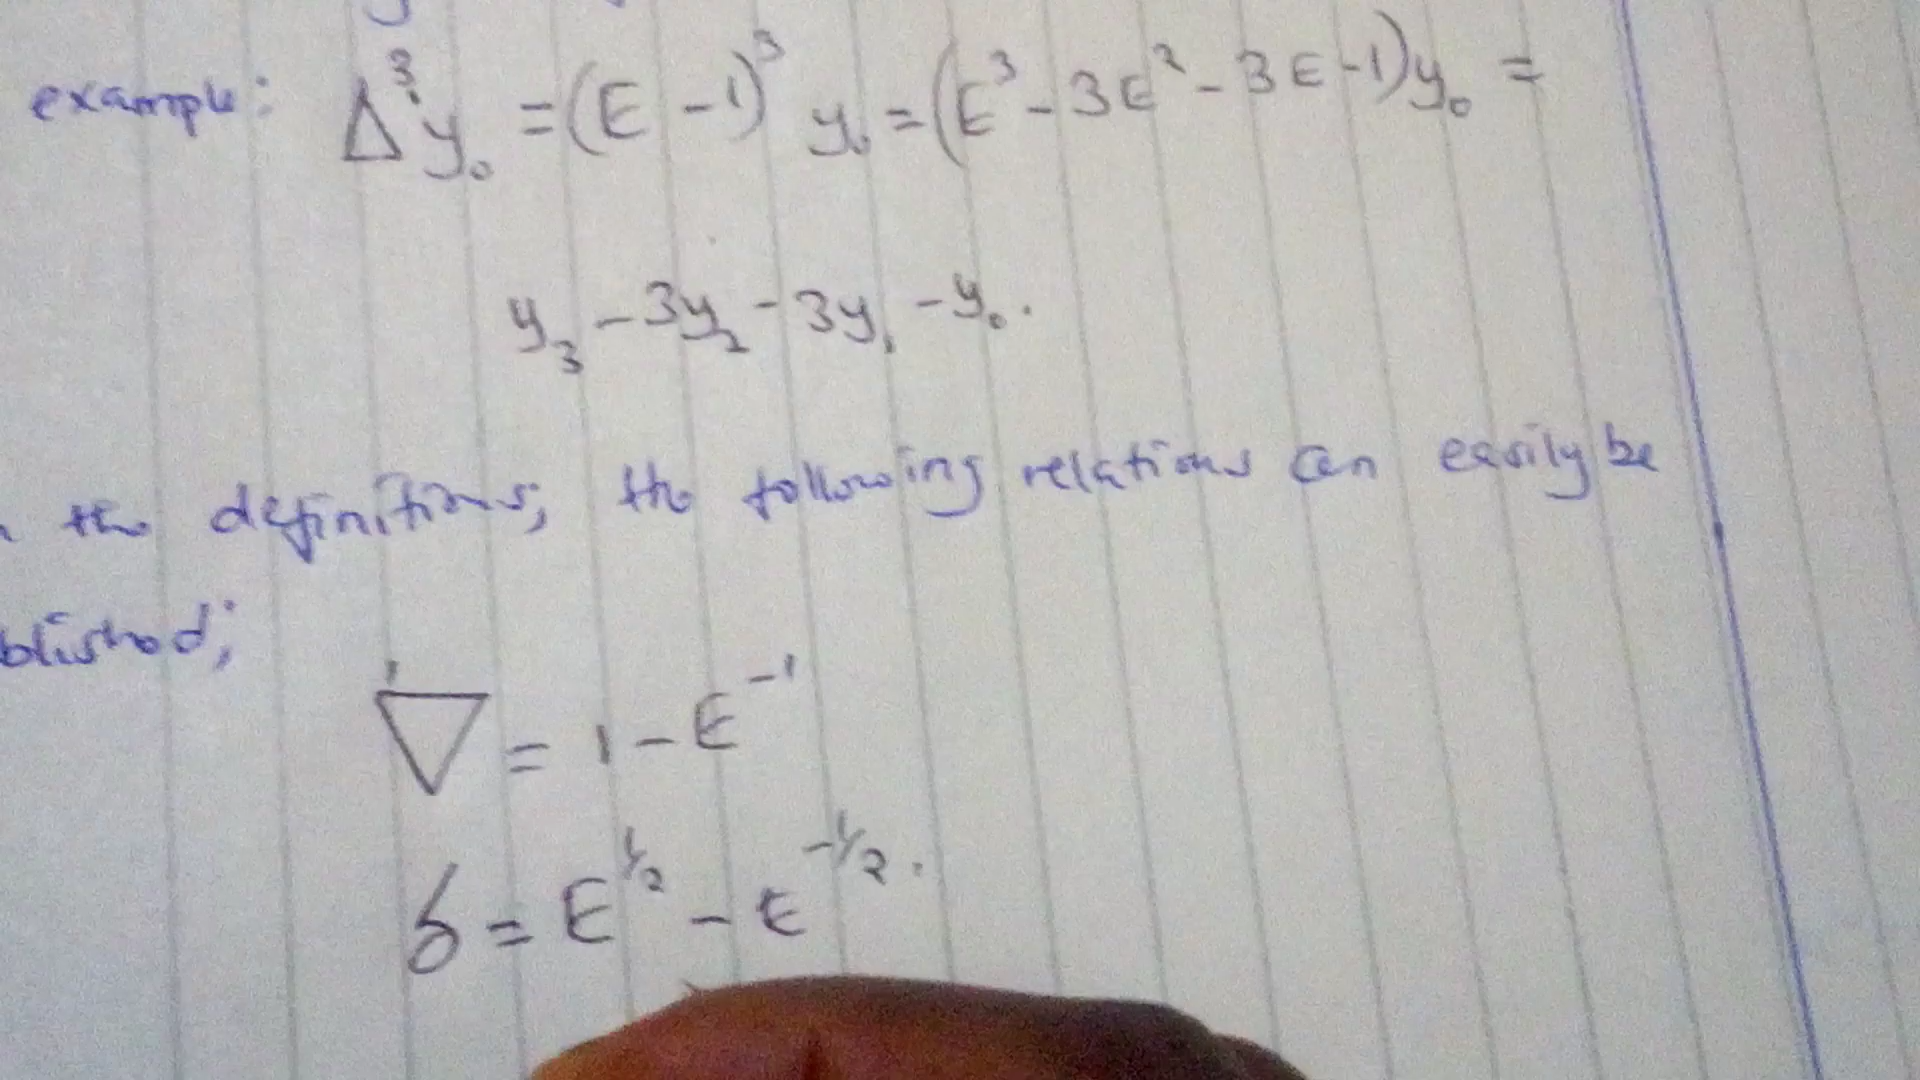 example: Δ³y₀ = (E - 1)³ y₀ = (E³ - 3E² - 3E - 1)y₀ =
y₃ - 3y₂ - 3y₁ - y₀.
the definitions, the following relations can easily be
blished;
∇ = 1 - E⁻¹
δ = E^½ - E^-½.